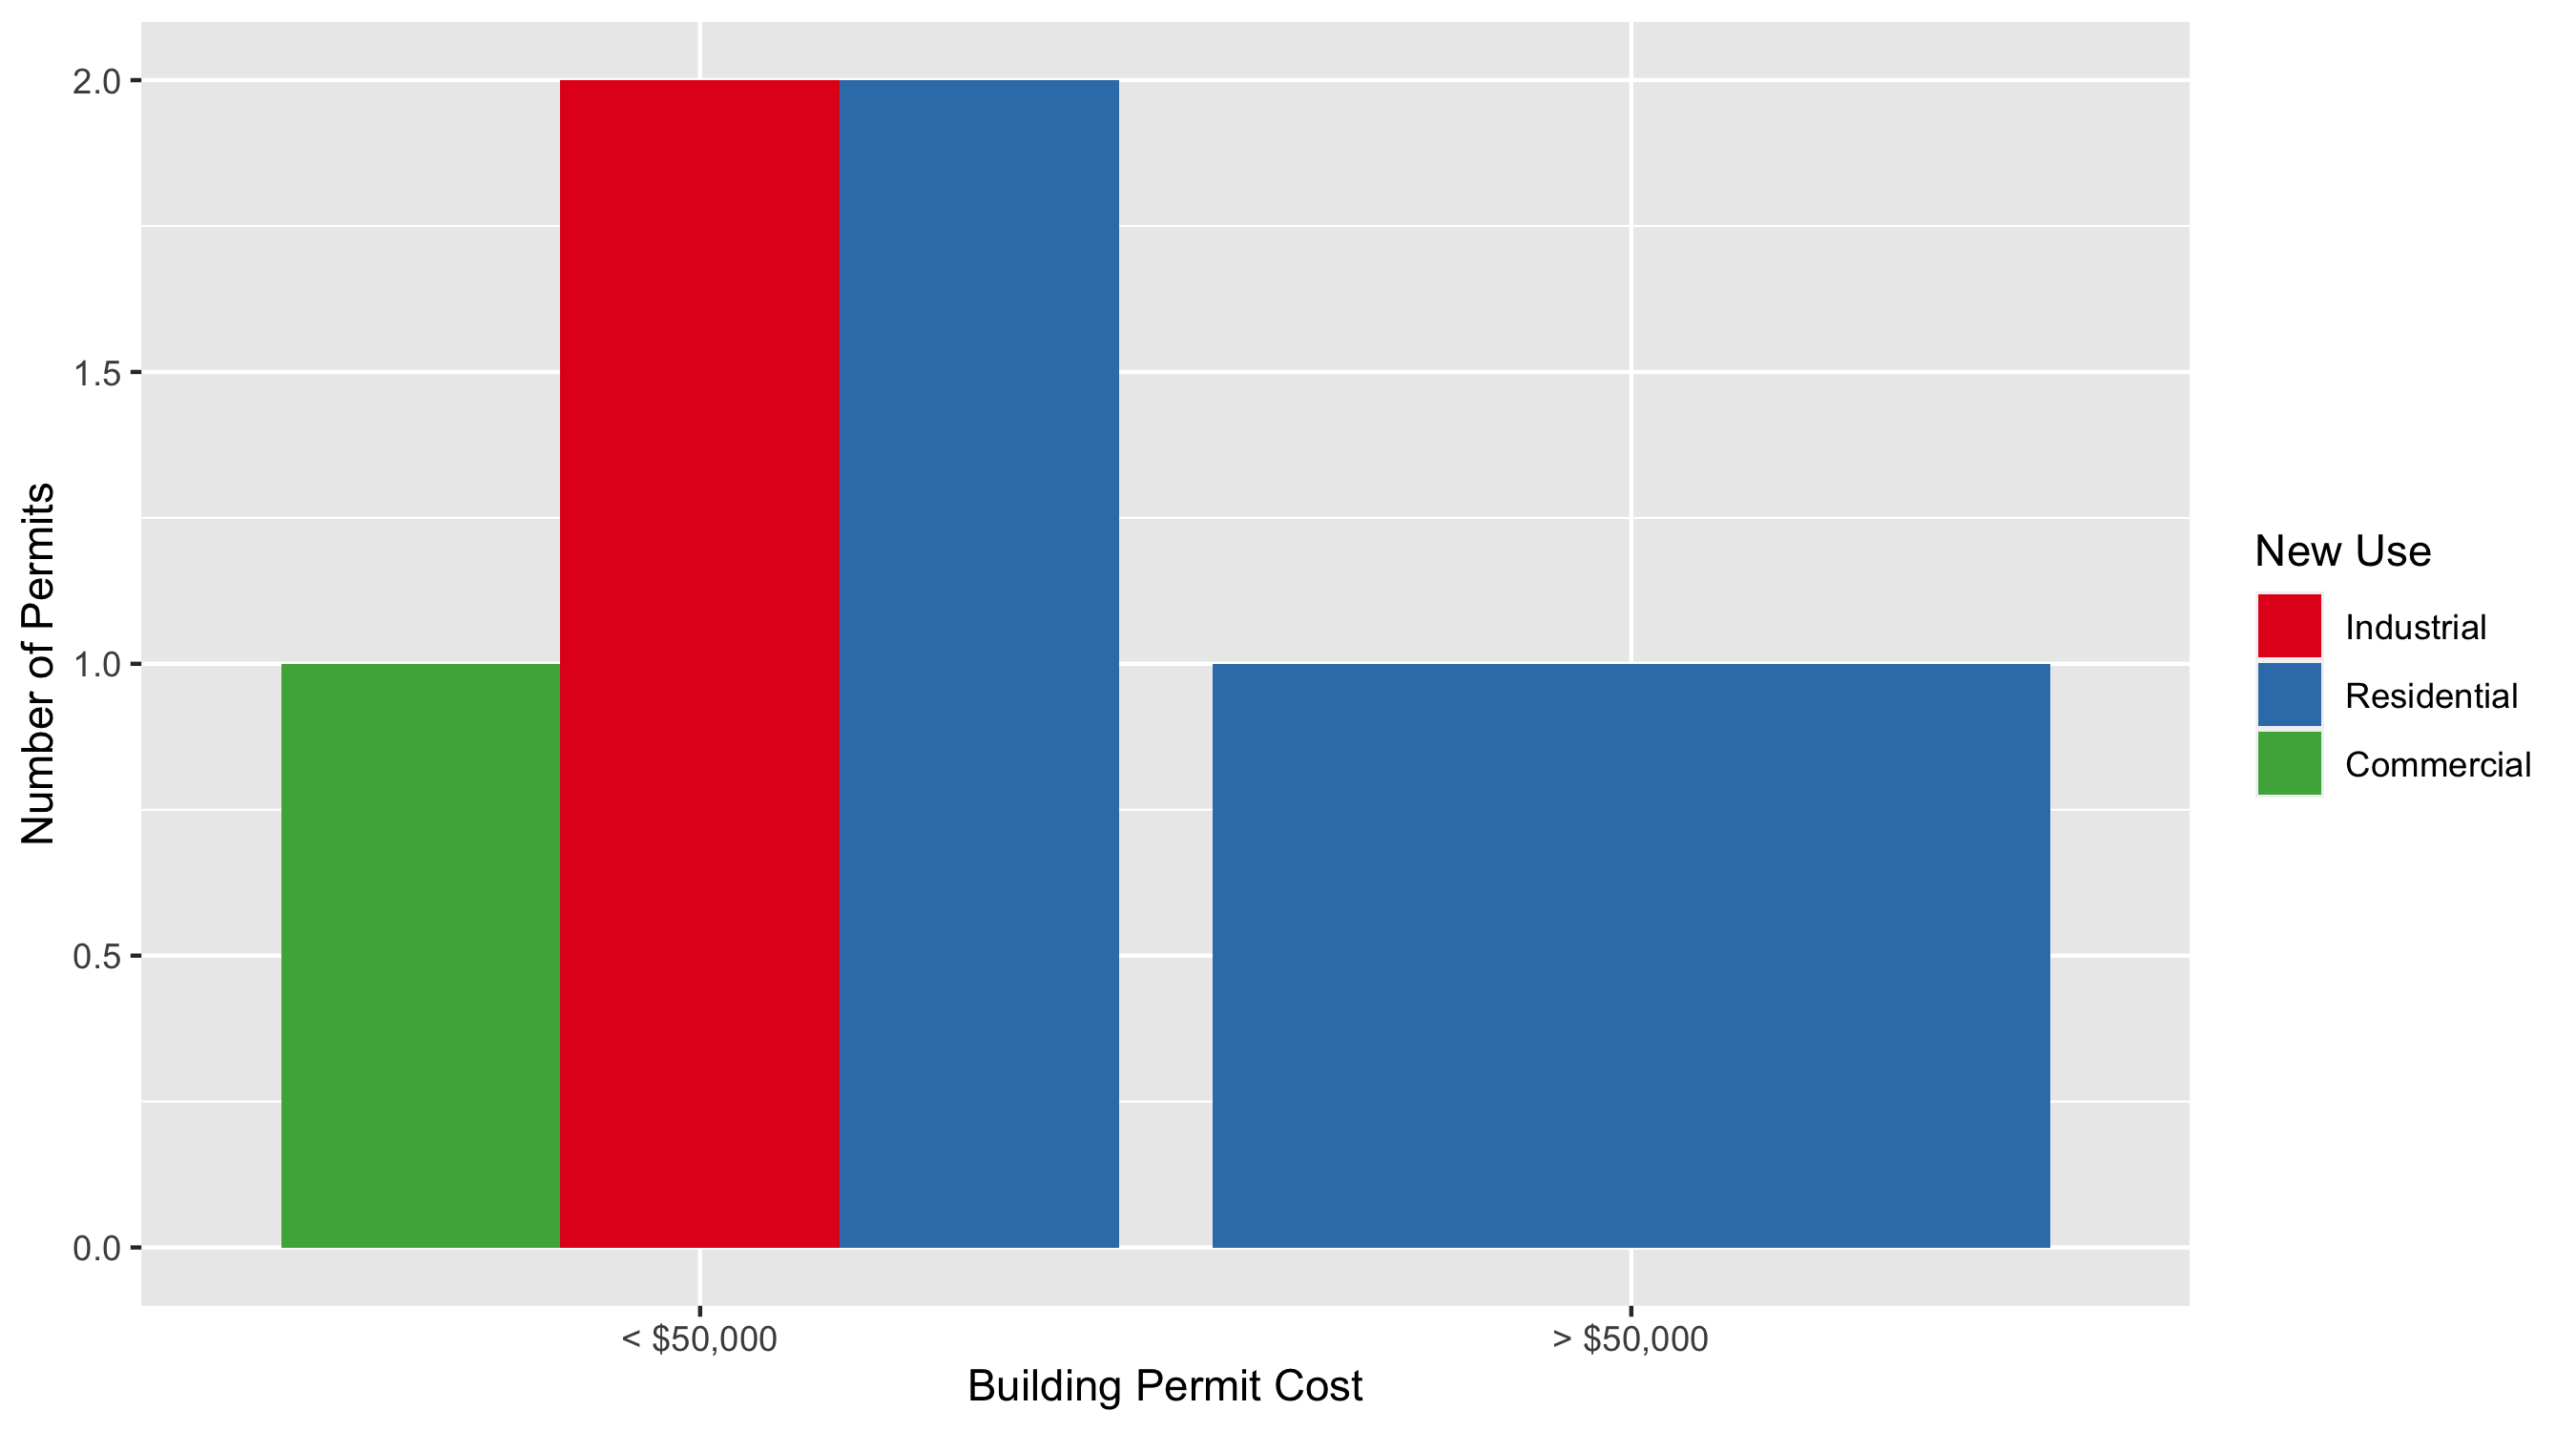 2.0
1.5
1.0
0.5
0.0
Number of Permits
< $50,000
> $50,000
Building Permit Cost
New Use
Industrial
Residential
Commercial